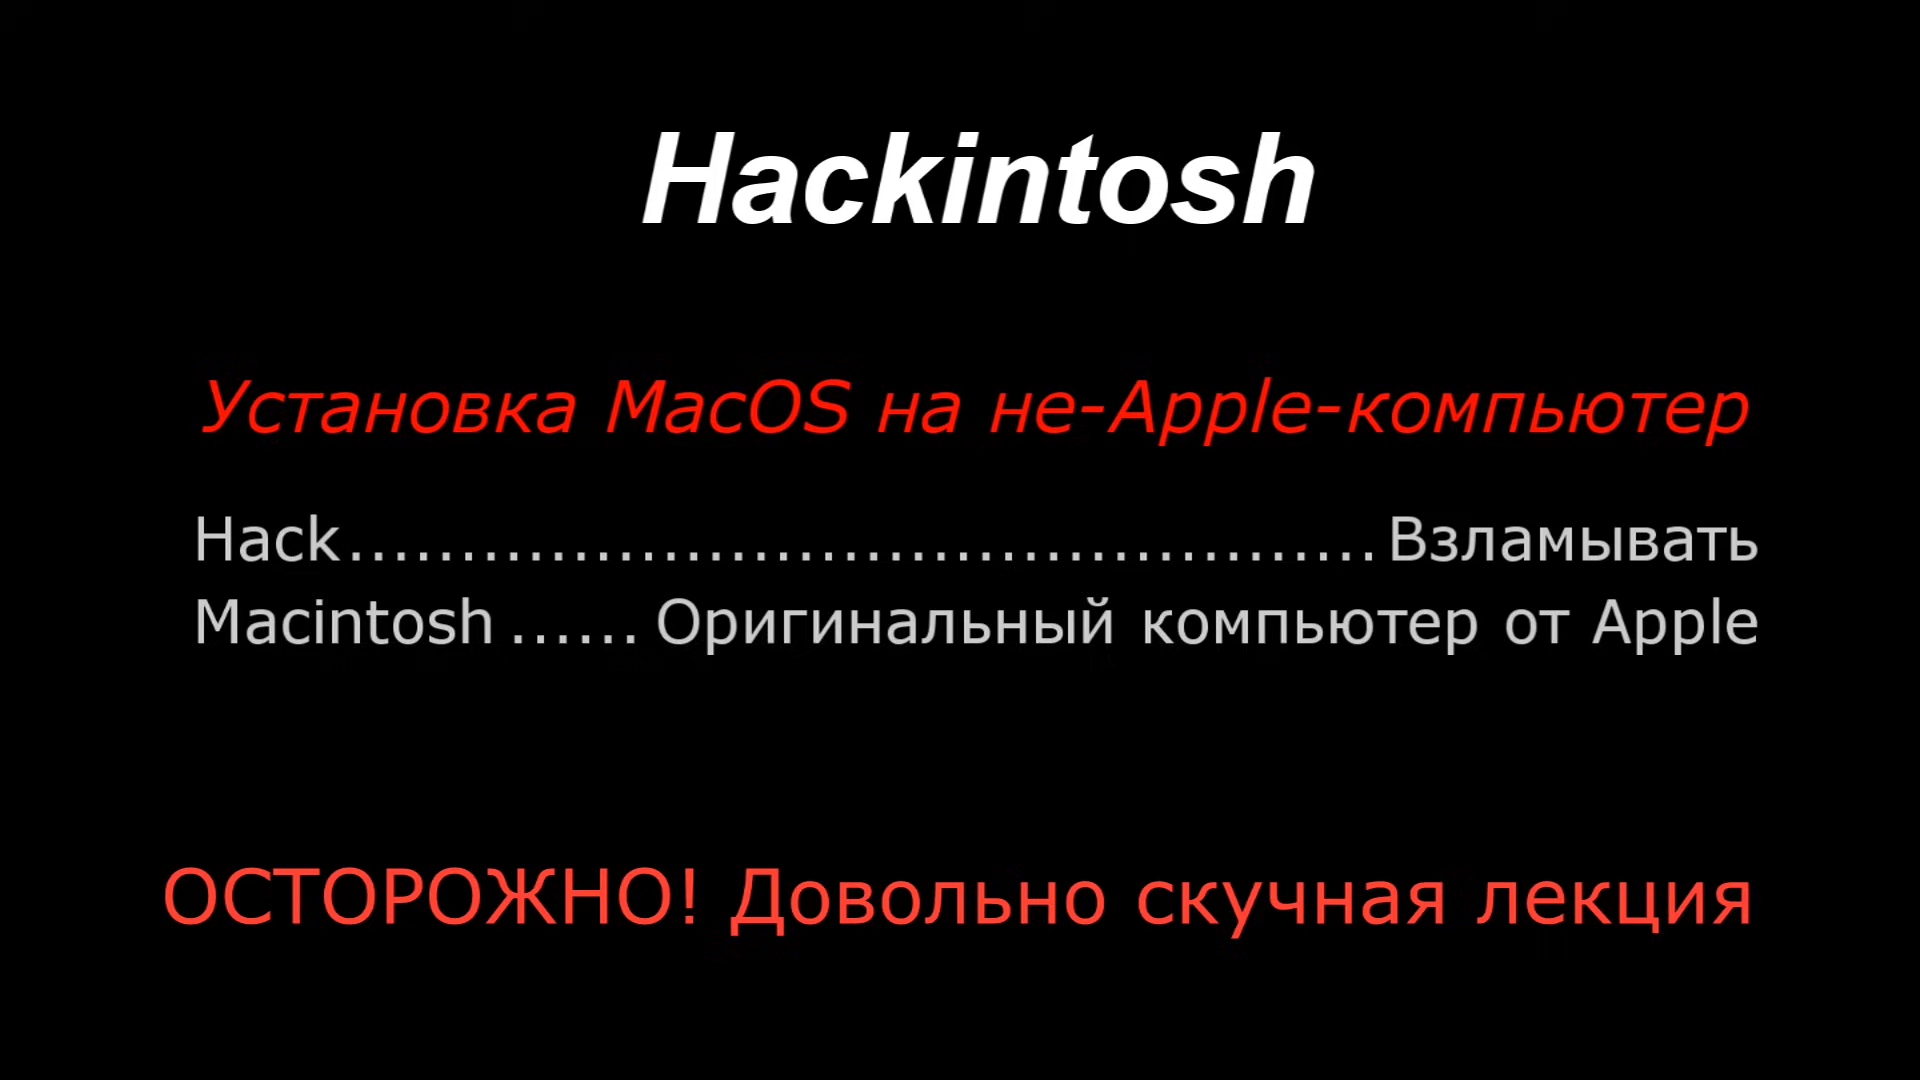 Hackintosh
Установка MacOS на не-Apple-компьютер
Hack..............................................Взламывать
Macintosh ...... Оригинальный компьютер от Apple
ОСТОРОЖНО! Довольно скучная лекция